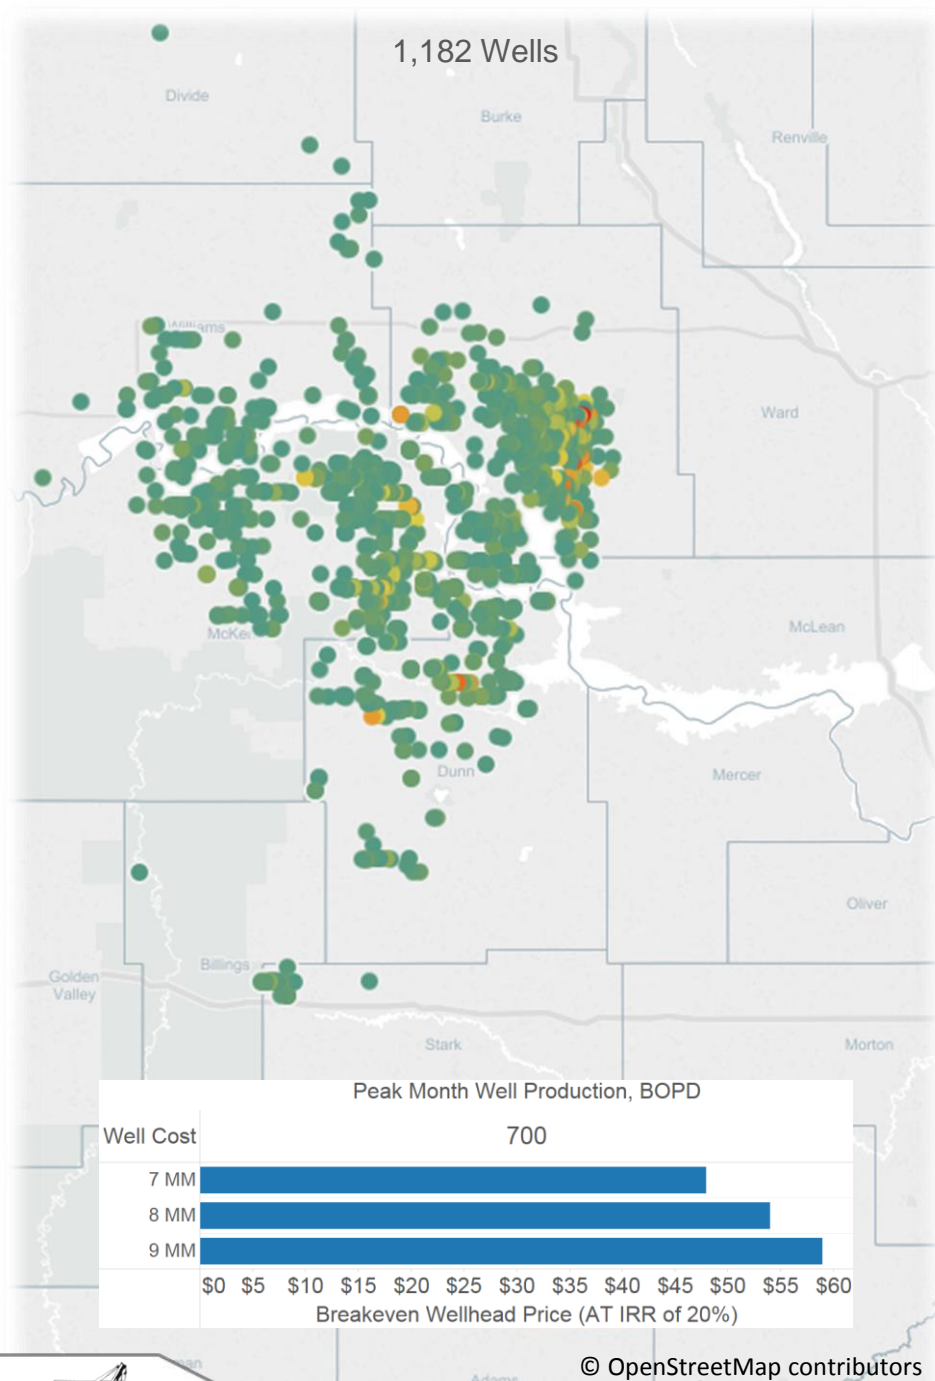 1,182 Wells
Divide
Burke
Renville
Williams
Ward
McKe
McLean
Dunn
Mercer
Oliver
Billings
Golden
Valley
Stark
Morton
Peak Month Well Production, BOPD
Well Cost 700
7 MM
8 MM
9 MM
$0 $5 $10 $15 $20 $25 $30 $35 $40 $45 $50 $55 $60
Breakeven Wellhead Price (AT IRR of 20%)
Adams
© OpenStreetMap contributors